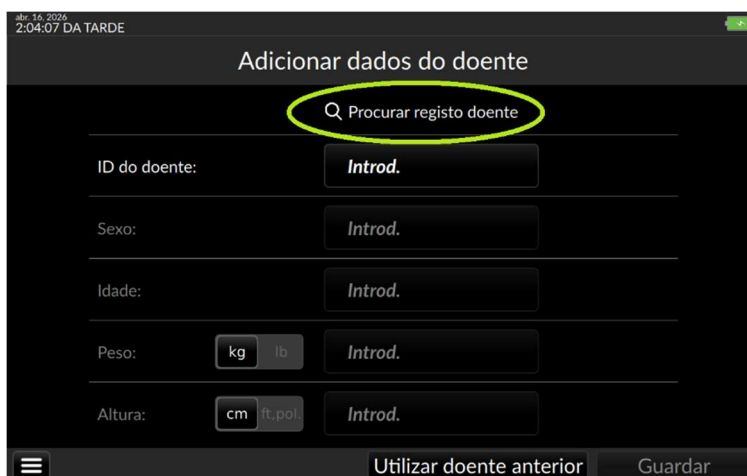 abr. 16, 2026
2:04:07 DA TARDE
Adicionar dados do doente
Procurar registo doente
ID do doente: Introd.
Sexo: Introd.
Idade: Introd.
Peso: kg lb Introd.
Altura: cm ft,pol. Introd.
Utilizar doente anterior Guardar